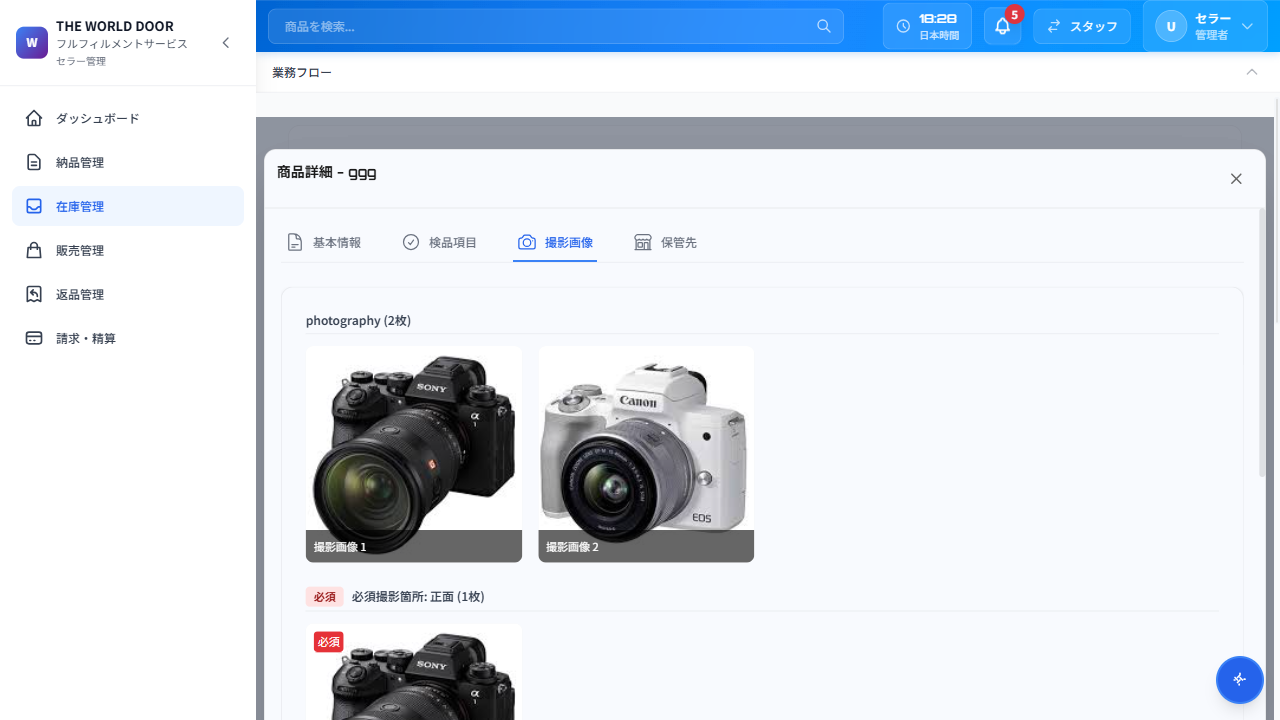 W
THE WORLD DOOR
フルフィルメントサービス
セラー管理
ダッシュボード
納品管理
在庫管理
販売管理
返品管理
請求・精算
商品を検索...
18:28
日本時間
5
スタッフ
U
セラー
管理者
業務フロー
商品詳細 - ggg
基本情報
検品項目
撮影画像
保管先
photography (2枚)
SONY
α
1
Canon
EOS
撮影画像 1
撮影画像 2
必須
必須撮影箇所: 正面 (1枚)
必須
SONY
α
1